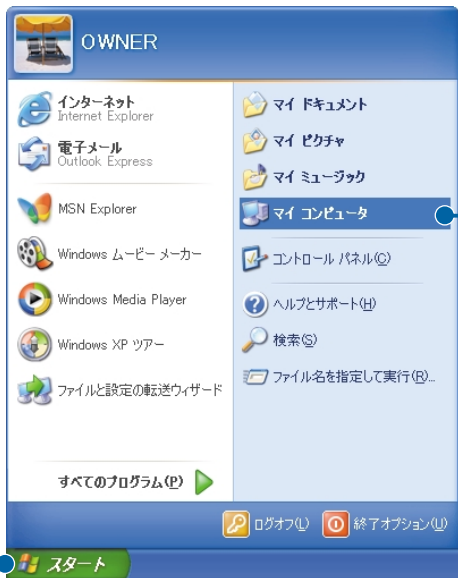 OWNER
インターネット
Internet Explorer
電子メール
Outlook Express
MSN Explorer
Windows ムービー メーカー
Windows Media Player
Windows XP ツアー
ファイルと設定の転送ウィザード
すべてのプログラム(P)
マイ ドキュメント
マイ ピクチャ
マイ ミュージック
マイ コンピュータ
コントロール パネル(C)
ヘルプとサポート(H)
検索(S)
ファイル名を指定して実行(R)...
ログオフ(L)
終了オプション(U)
スタート